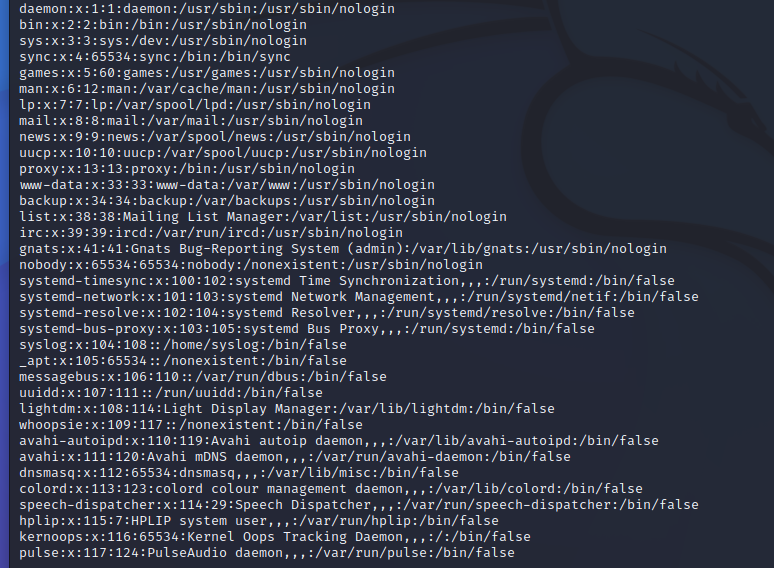 daemon:x:1:1:daemon:/usr/sbin:/usr/sbin/nologin
bin:x:2:2:bin:/bin:/usr/sbin/nologin
sys:x:3:3:sys:/dev:/usr/sbin/nologin
sync:x:4:65534:sync:/bin:/bin/sync
games:x:5:60:games:/usr/games:/usr/sbin/nologin
man:x:6:12:man:/var/cache/man:/usr/sbin/nologin
lp:x:7:7:lp:/var/spool/lpd:/usr/sbin/nologin
mail:x:8:8:mail:/var/mail:/usr/sbin/nologin
news:x:9:9:news:/var/spool/news:/usr/sbin/nologin
uucp:x:10:10:uucp:/var/spool/uucp:/usr/sbin/nologin
proxy:x:13:13:proxy:/bin:/usr/sbin/nologin
www-data:x:33:33:www-data:/var/www:/usr/sbin/nologin
backup:x:34:34:backup:/var/backups:/usr/sbin/nologin
list:x:38:38:Mailing List Manager:/var/list:/usr/sbin/nologin
irc:x:39:39:ircd:/var/run/ircd:/usr/sbin/nologin
gnats:x:41:41:Gnats Bug-Reporting System (admin):/var/lib/gnats:/usr/sbin/nologin
nobody:x:65534:65534:nobody:/nonexistent:/usr/sbin/nologin
systemd-timesync:x:100:102:systemd Time Synchronization,,,:/run/systemd:/bin/false
systemd-network:x:101:103:systemd Network Management,,,:/run/systemd/netif:/bin/false
systemd-resolve:x:102:104:systemd Resolver,,,:/run/systemd/resolve:/bin/false
systemd-bus-proxy:x:103:105:systemd Bus Proxy,,,:/run/systemd:/bin/false
syslog:x:104:108::/home/syslog:/bin/false
_apt:x:105:65534::/nonexistent:/bin/false
messagebus:x:106:110::/var/run/dbus:/bin/false
uuidd:x:107:111::/run/uuidd:/bin/false
lightdm:x:108:114:Light Display Manager:/var/lib/lightdm:/bin/false
whoopsie:x:109:117::/nonexistent:/bin/false
avahi-autoipd:x:110:119:Avahi autoip daemon,,,:/var/lib/avahi-autoipd:/bin/false
avahi:x:111:120:Avahi mDNS daemon,,,:/var/run/avahi-daemon:/bin/false
dnsmasq:x:112:65534:dnsmasq,,,:/var/lib/misc:/bin/false
colord:x:113:123:colord colour management daemon,,,:/var/lib/colord:/bin/false
speech-dispatcher:x:114:29:Speech Dispatcher,,,:/var/run/speech-dispatcher:/bin/false
hplip:x:115:7:HPLIP system user,,,:/var/run/hplip:/bin/false
kernoops:x:116:65534:Kernel Oops Tracking Daemon,,,:/:/bin/false
pulse:x:117:124:PulseAudio daemon,,,:/var/run/pulse:/bin/false